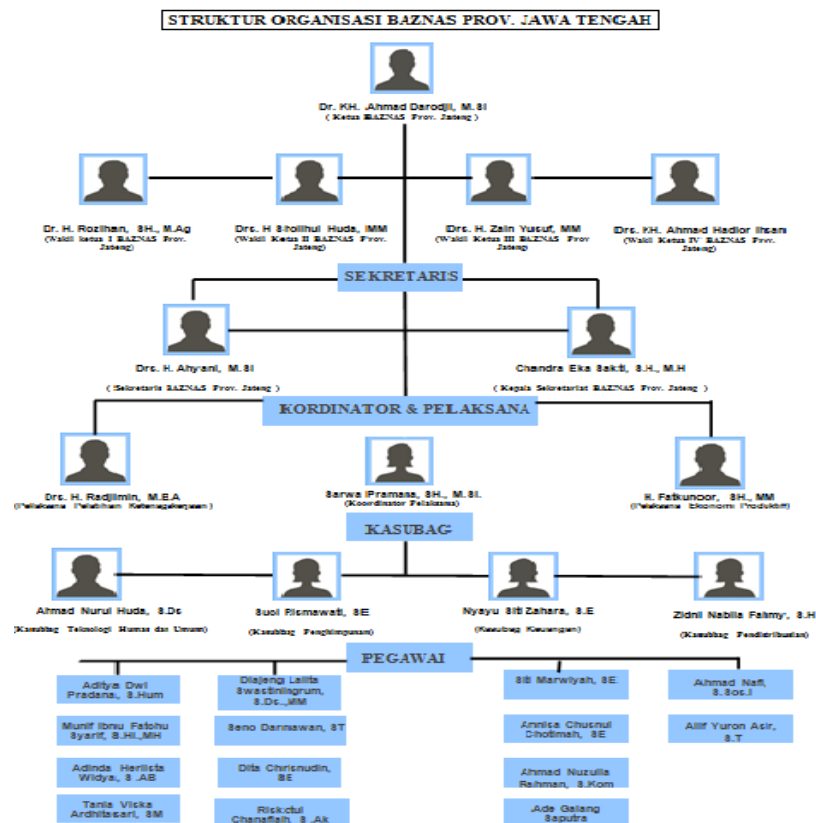 STRUKTUR ORGANISASI BAZNAS PROV. JAWA TENGAH
Dr. KH. Ahmad Darodji, M.SI
( Ketua BAZNAS Prov. Jateng )
Dr. H. Rozihan, SH., M.Ag
(Wakil ketua I BAZNAS Prov.
Jateng)
Drs. H Sholihul Huda, MM
(Wakil Ketua II BAZNAS Prov.
Jateng)
Drs. H. Zain Yusuf, MM
(Wakil Ketua III BAZNAS Prov
Jateng)
Drs. KH. Ahmad Hadlor Ihsan
(Wakil Ketua IV BAZNAS Prov.
Jateng)
SEKRETARIS
Drs. H. Ahyani, M.SI
( Sekretaris BAZNAS Prov. Jateng )
Chandra Eka Sakti, S.H., M.H
( Kepala Sekretariat BAZNAS Prov. Jateng )
KORDINATOR & PELAKSANA
Drs. H. Radjimin, M.E.A
(Pelaksana Ketenagakerjaan)
Sarwa Pramana, SH., M.SI.
(Koordinator Pelaksana)
H. Fatkunoor, SH., MM
(Pelaksana Ekonomi Produktif)
KASUBAG
Ahmad Nurul Huda, S.Ds
(Kasubbag Teknologi Humas dan Umum)
Suci Rismawati, SE
(Kasubbag Penghimpunan)
Nyayu Siti Zahara, S.E
(Kasubag Keuangan)
Zidnil Nabila Fahmy, S.H
(Kasubbag Pendistribusian)
PEGAWAI
Aditya Dwi
Pradana, S.Hum
Munif Ibnu Fatchu
Syarif, B.HI.,MH
Adinda Herlista
Widya, S.AB
Tania Viska
Ardhitasari, SM
Diajeng Lalita
Swastiningrum,
S.Ds.,MM
Seno Darmawan, ST
Dita Chrisnudin,
SE
Chanafiah, S.Ak
Siti Marwiyah, SE
Annisa Chusnul
Chotimah, SE
Ahmad Nuzulla
Rahman, S.Kom
Ade Galang
Saputra
Ahmad Nafi,
S.Sos.I
Alif Yuron Asir,
S.T